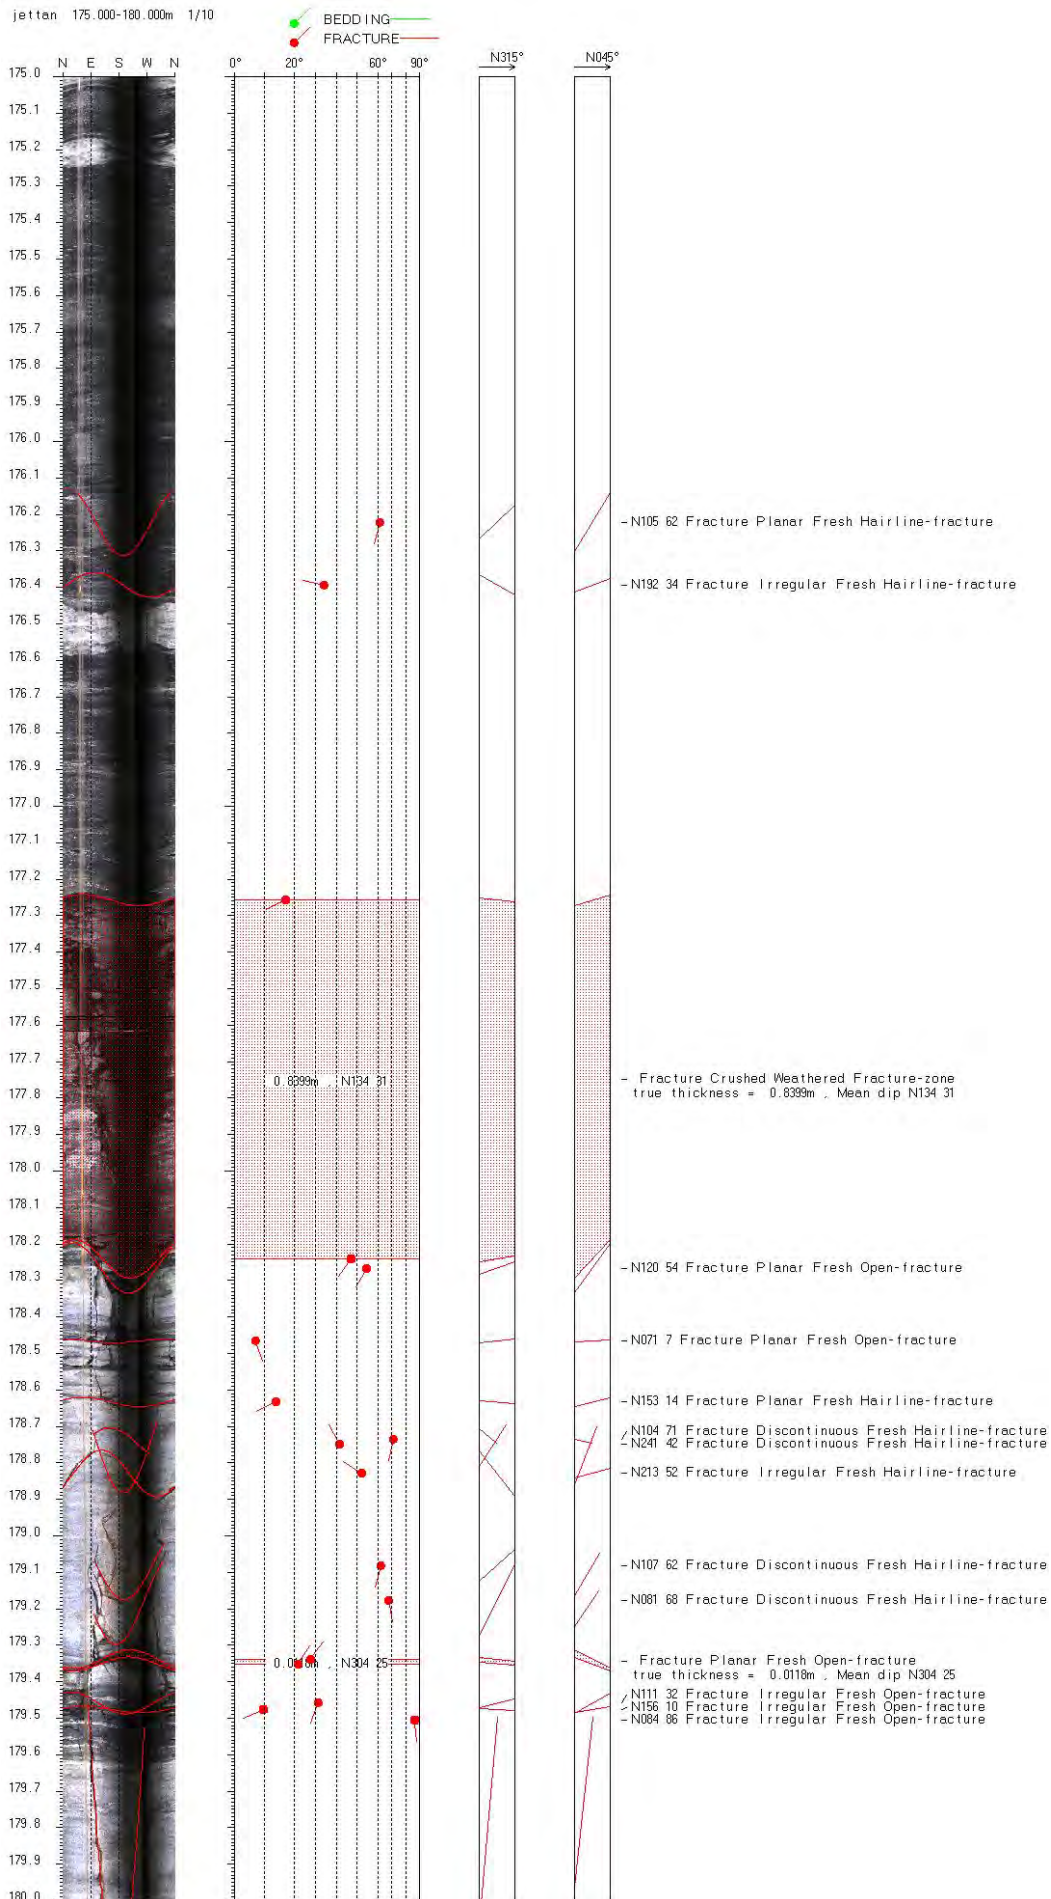 jettan 175.000-180.000m 1/10
BEDDING
FRACTURE
N E S W N
0° 20° 60° 90°
N315°
N045°
175.0
175.1
175.2
175.3
175.4
175.5
175.6
175.7
175.8
175.9
176.0
176.1
176.2
N105 62 Fracture Planar Fresh Hairline-fracture
176.3
176.4
N192 34 Fracture Irregular Fresh Hairline-fracture
176.5
176.6
176.7
176.8
176.9
177.0
177.1
177.2
177.3
177.4
177.5
177.6
177.7
0.8399m , N134 31
Fracture Crushed Weathered Fracture-zone
true thickness = 0.8399m , Mean dip N134 31
177.8
177.9
178.0
178.1
178.2
N120 54 Fracture Planar Fresh Open-fracture
178.3
178.4
N071 7 Fracture Planar Fresh Open-fracture
178.5
178.6
N153 14 Fracture Planar Fresh Hairline-fracture
178.7
N104 71 Fracture Discontinuous Fresh Hairline-fracture
N241 42 Fracture Discontinuous Fresh Hairline-fracture
178.8
N213 52 Fracture Irregular Fresh Hairline-fracture
178.9
179.0
179.1
N107 62 Fracture Discontinuous Fresh Hairline-fracture
N081 68 Fracture Discontinuous Fresh Hairline-fracture
179.2
179.3
0.0118m , N304 25
Fracture Planar Fresh Open-fracture
true thickness = 0.0118m , Mean dip N304 25
179.4
N111 32 Fracture Irregular Fresh Open-fracture
N156 10 Fracture Irregular Fresh Open-fracture
179.5
N084 86 Fracture Irregular Fresh Open-fracture
179.6
179.7
179.8
179.9
180.0